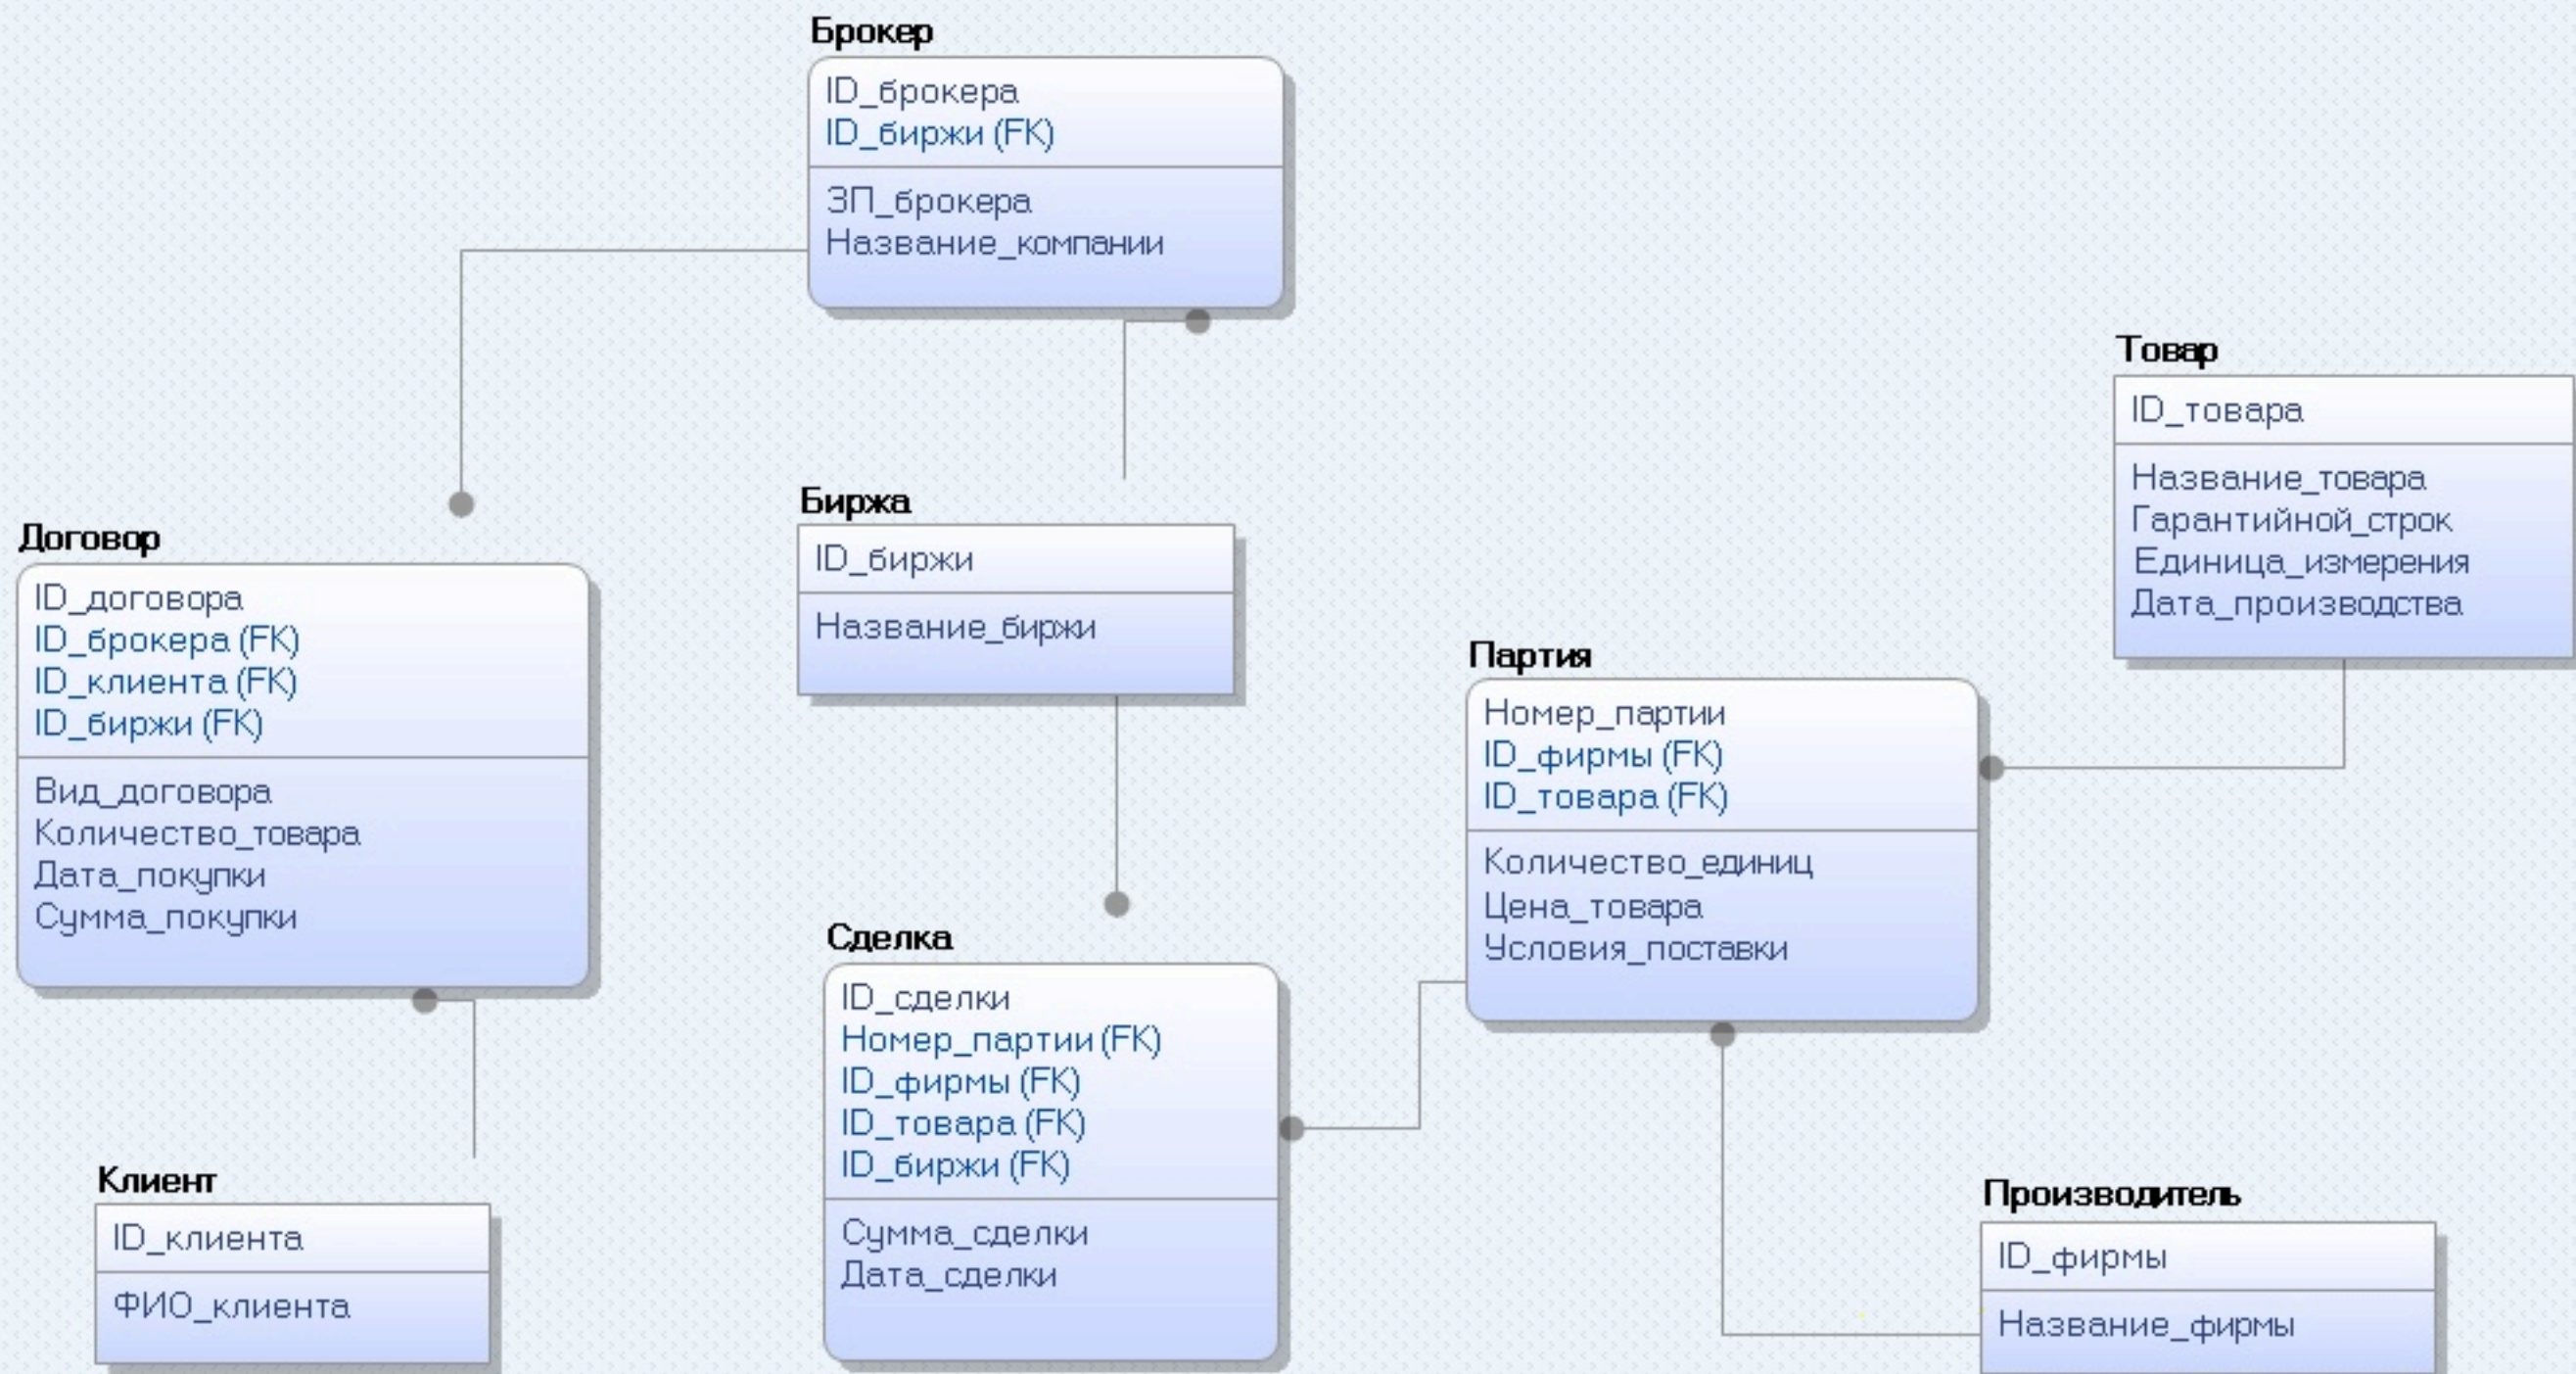 Брокер
ID_брокера
ID_биржи (FK)
ЗП_брокера
Название_компании
Товар
ID_товара
Название_товара
Гарантийной_строк
Единица_измерения
Дата_производства
Биржа
ID_биржи
Название_биржи
Договор
ID_договора
ID_брокера (FK)
ID_клиента (FK)
ID_биржи (FK)
Вид_договора
Количество_товара
Дата_покупки
Сумма_покупки
Партия
Номер_партии
ID_фирмы (FK)
ID_товара (FK)
Количество_единиц
Цена_товара
Условия_поставки
Сделка
ID_сделки
Номер_партии (FK)
ID_фирмы (FK)
ID_товара (FK)
ID_биржи (FK)
Сумма_сделки
Дата_сделки
Клиент
ID_клиента
ФИО_клиента
Производитель
ID_фирмы
Название_фирмы